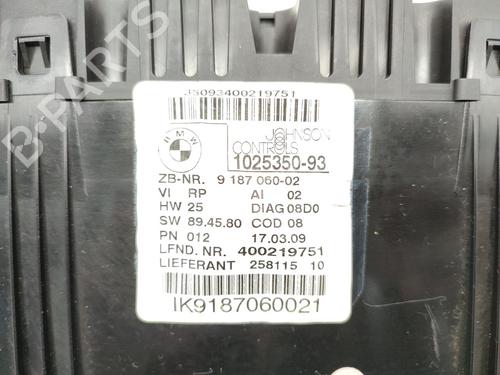 B-PARTS
3S093400219751
BMW
JOHNSON
CONTROLS
1025350-93
ZB-NR. 9 187 060-02
VI RP AI 02
HW 25 DIAG 08D0
SW 89.45.80 COD 08
PN 012 17.03.09
LFND. NR. 400219751
LIEFERANT 258115 10
IK9187060021